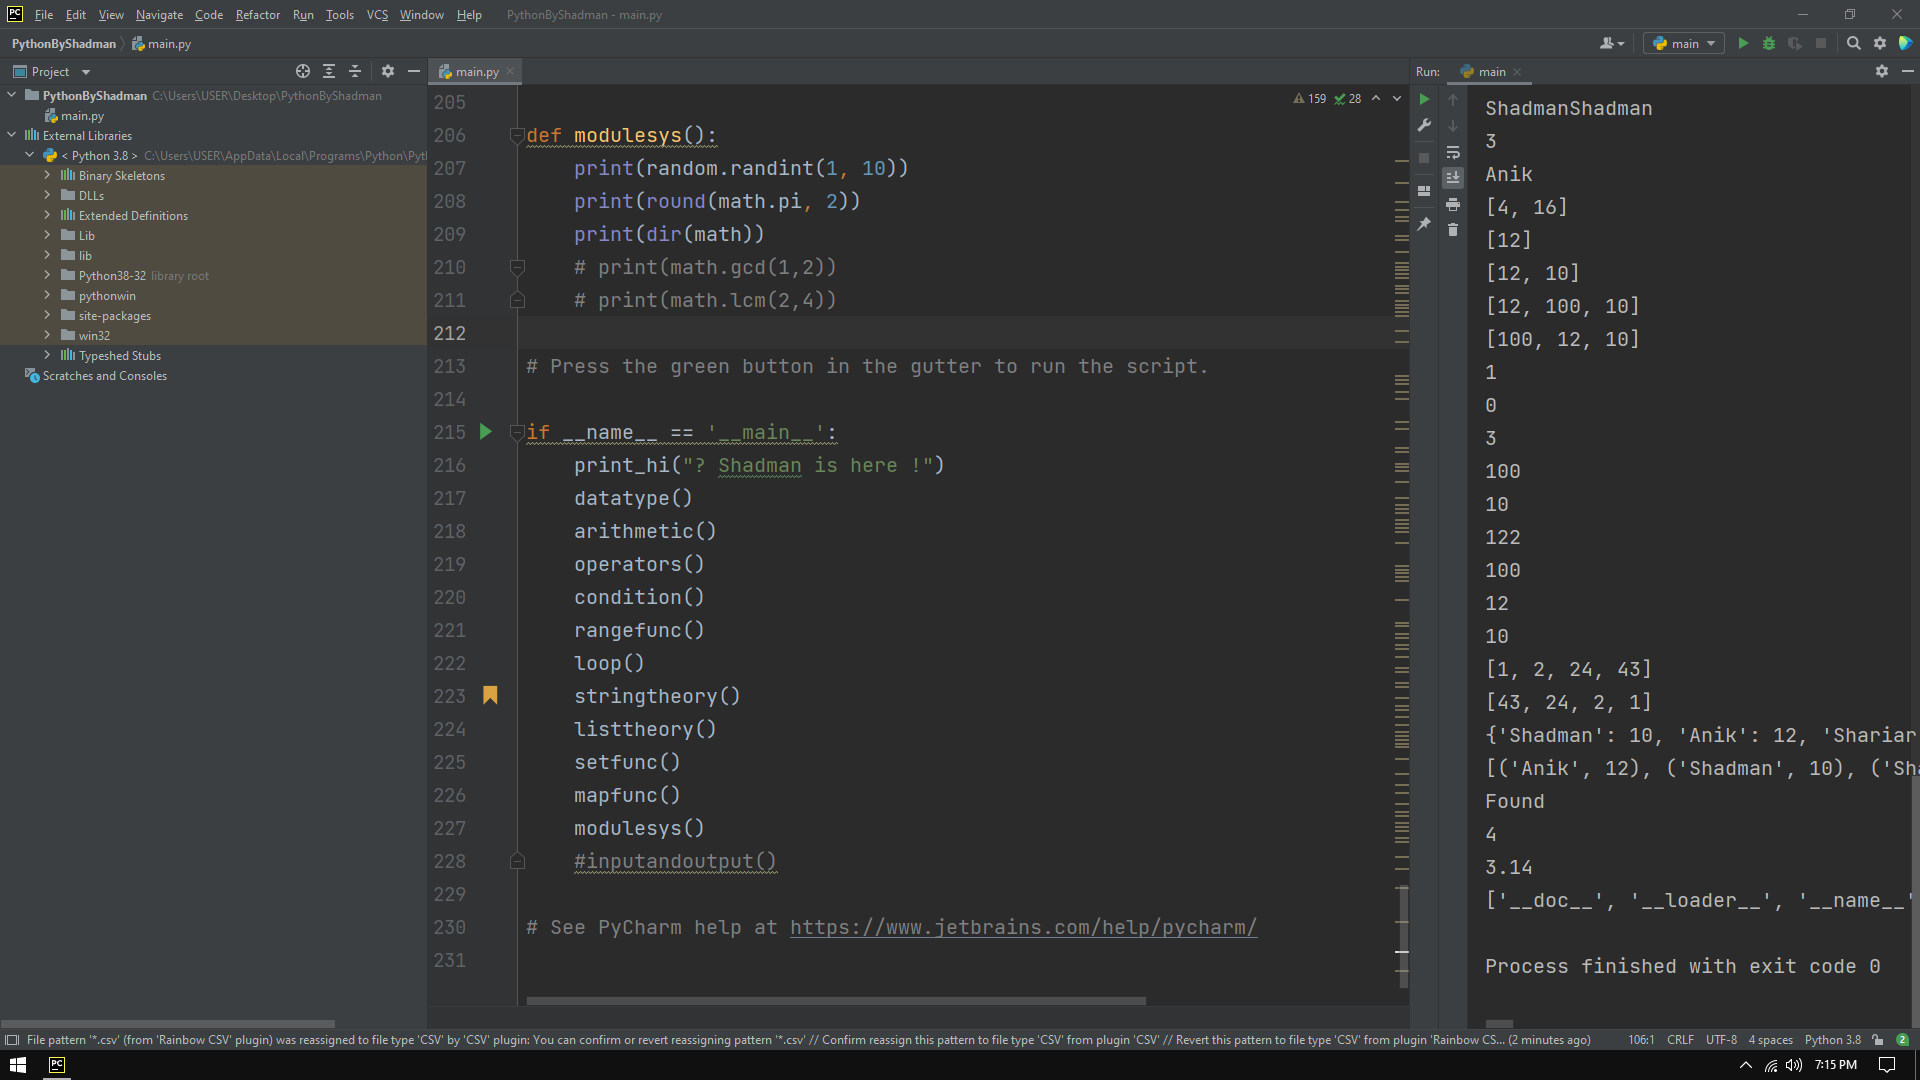 File Edit View Navigate Code Refactor Run Tools VCS Window Help PythonByShadman - main.py
PythonByShadman main.py
main
Project
PythonByShadman C:\Users\USER\Desktop\PythonByShadman
main.py
External Libraries
< Python 3.8 > C:\Users\USER\AppData\Local\Programs\Python\Pyt
Binary Skeletons
DLLs
Extended Definitions
Lib
lib
Python38-32 library root
pythonwin
site-packages
win32
Typeshed Stubs
Scratches and Consoles
main.py
159 28
205
206 def modulesys():
207 print(random.randint(1, 10))
208 print(round(math.pi, 2))
209 print(dir(math))
210 # print(math.gcd(1,2))
211 # print(math.lcm(2,4))
212
213 # Press the green button in the gutter to run the script.
214
215 if __name__ == '__main__':
216 print_hi("? Shadman is here !")
217 datatype()
218 arithmetic()
219 operators()
220 condition()
221 rangefunc()
222 loop()
223 stringtheory()
224 listtheory()
225 setfunc()
226 mapfunc()
227 modulesys()
228 #inputandoutput()
229
230 # See PyCharm help at https://www.jetbrains.com/help/pycharm/
231
Run: main
ShadmanShadman
3
Anik
[4, 16]
[12]
[12, 10]
[12, 100, 10]
[100, 12, 10]
1
0
3
100
10
122
100
12
10
[1, 2, 24, 43]
[43, 24, 2, 1]
{'Shadman': 10, 'Anik': 12, 'Shariar
[('Anik', 12), ('Shadman', 10), ('Sha
Found
4
3.14
['__doc__', '__loader__', '__name__'
Process finished with exit code 0
File pattern '*.csv' (from 'Rainbow CSV' plugin) was reassigned to file type 'CSV' by 'CSV' plugin: You can confirm or revert reassigning pattern '*.csv' // Confirm reassign this pattern to file type 'CSV' from plugin 'CSV' // Revert this pattern to file type 'CSV' from plugin 'Rainbow CS... (2 minutes ago) 106:1 CRLF UTF-8 4 spaces Python 3.8 2
7:15 PM